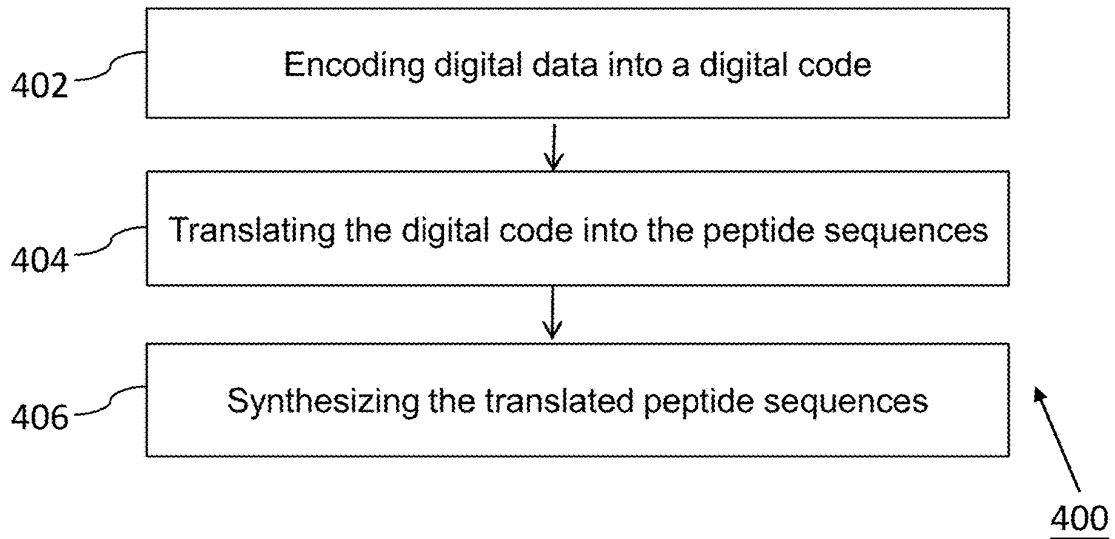 Encoding digital data into a digital code
402
Translating the digital code into the peptide sequences
404
Synthesizing the translated peptide sequences
406
400